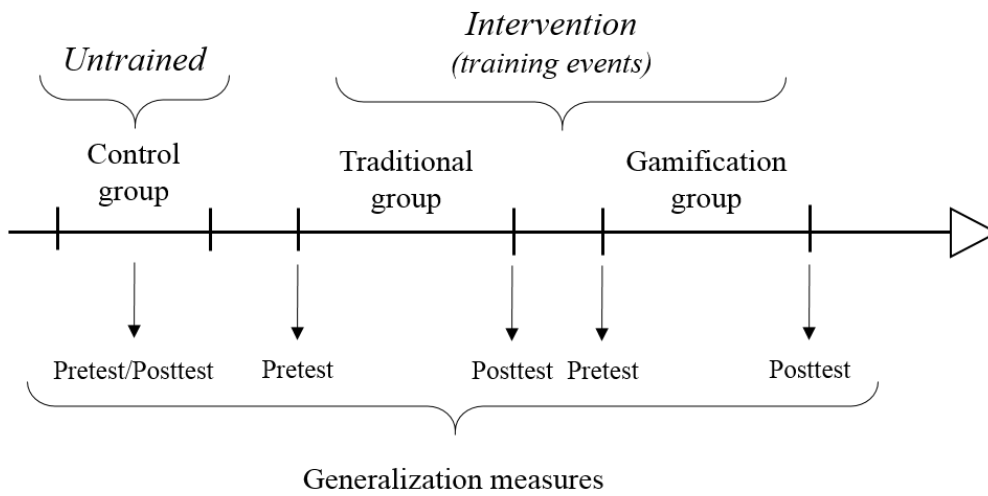 Untrained
Intervention
(training events)
Control
group
Traditional
group
Gamification
group
Pretest/Posttest
Pretest
Posttest
Pretest
Posttest
Generalization measures